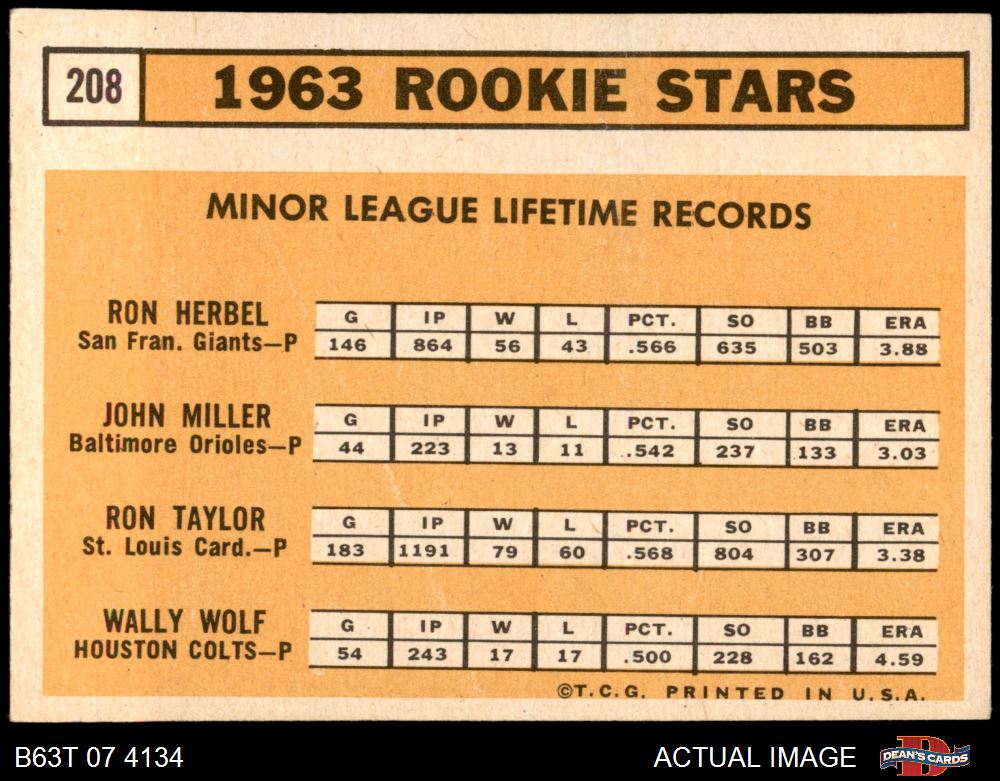 208 1963 ROOKIE STARS
MINOR LEAGUE LIFETIME RECORDS
RON HERBEL
San Fran. Giants—P
G IP W L PCT. SO BB ERA
146 864 56 43 .566 635 503 3.88
JOHN MILLER
Baltimore Orioles—P
G IP W L PCT. SO BB ERA
44 223 13 11 .542 237 133 3.03
RON TAYLOR
St. Louis Card.—P
G IP W L PCT. SO BB ERA
183 1191 79 60 .568 804 307 3.38
WALLY WOLF
HOUSTON COLTS—P
G IP W L PCT. SO BB ERA
54 243 17 17 .500 228 162 4.59
©T.C.G. PRINTED IN U.S.A.
B63T 07 4134 ACTUAL IMAGE DEAN'S CARDS